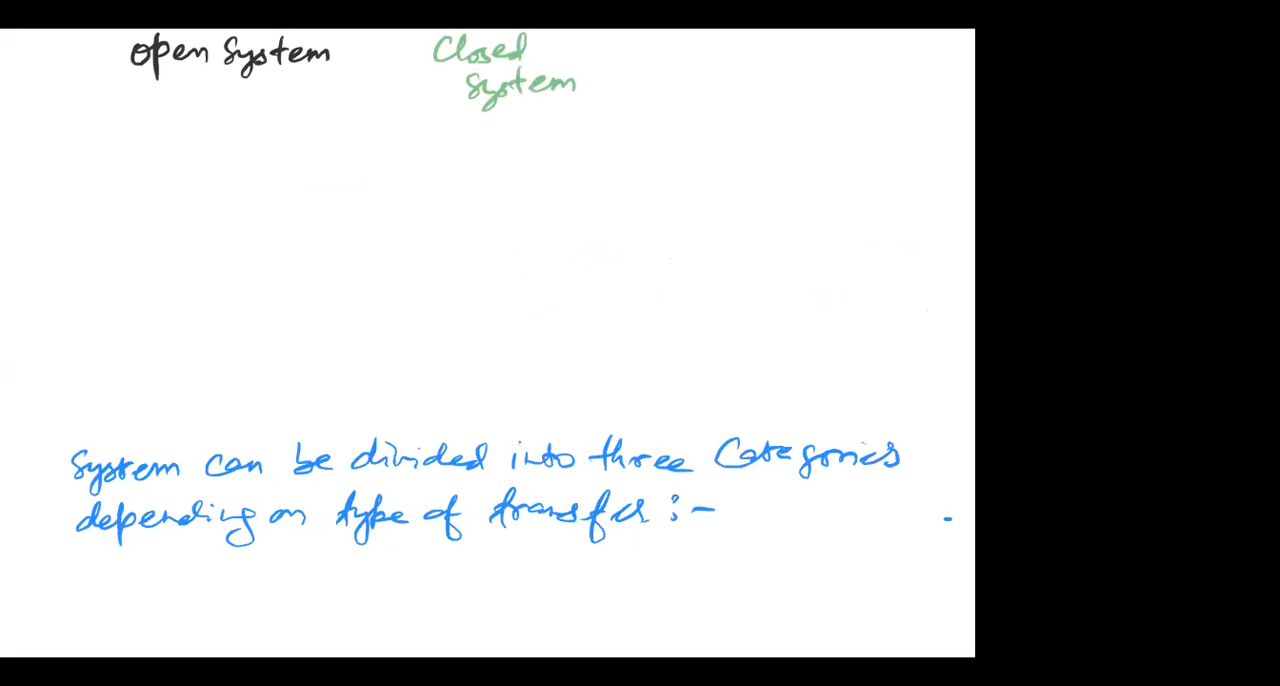 open System
Closed
System
System can be divided into three Categories
depending on type of transfer :-